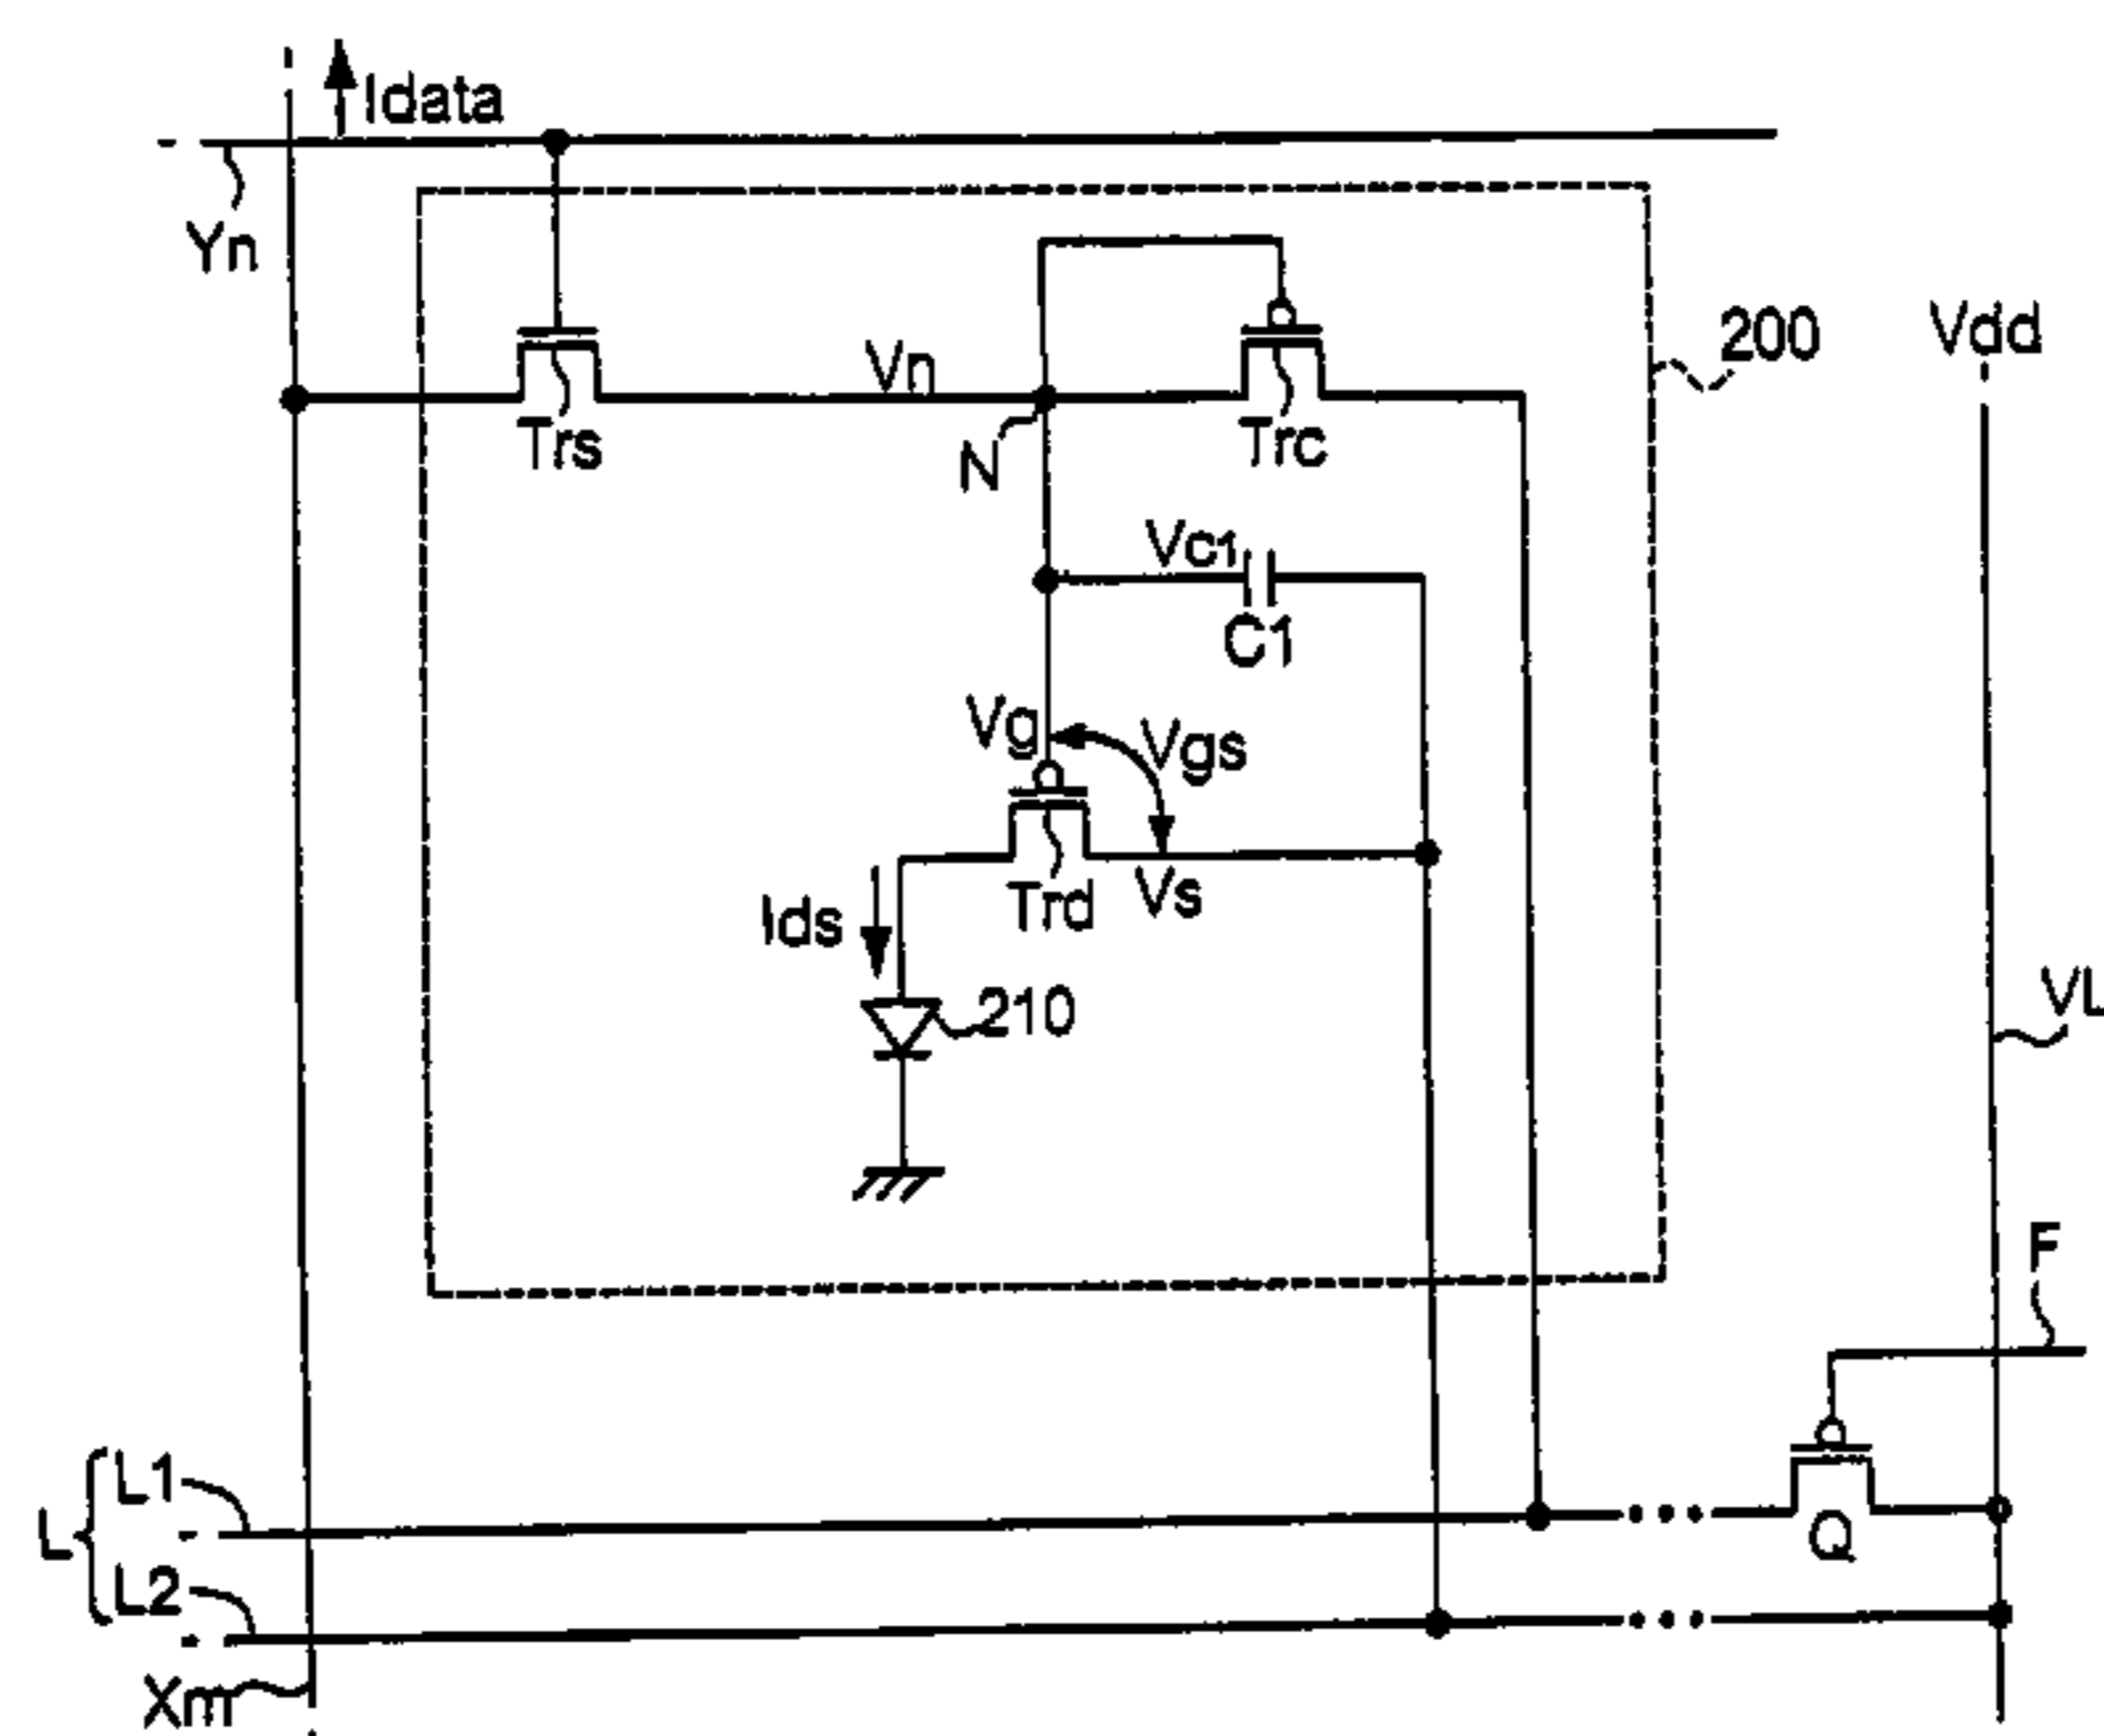 Idata
Yn
200
Vdd
Vn
Trs
N
Trc
Vc1
C1
Vg
Vgs
Trd
Vs
Ids
210
VL
F
L
L1
Q
L2
Xm